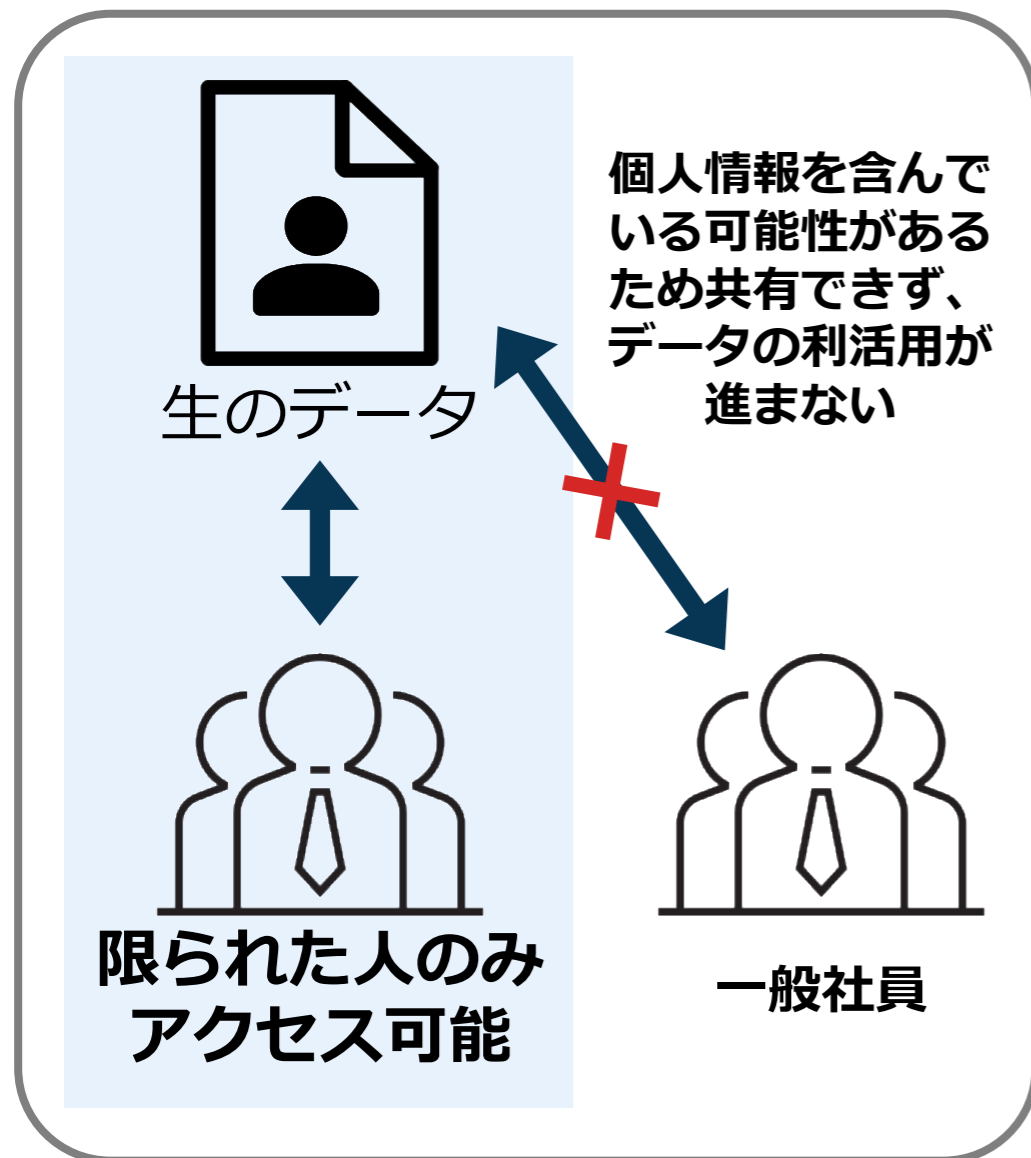 個人情報を含んで
いる可能性がある
ため共有できず、
データの利活用が
進まない
生のデータ
限られた人のみ
アクセス可能
一般社員